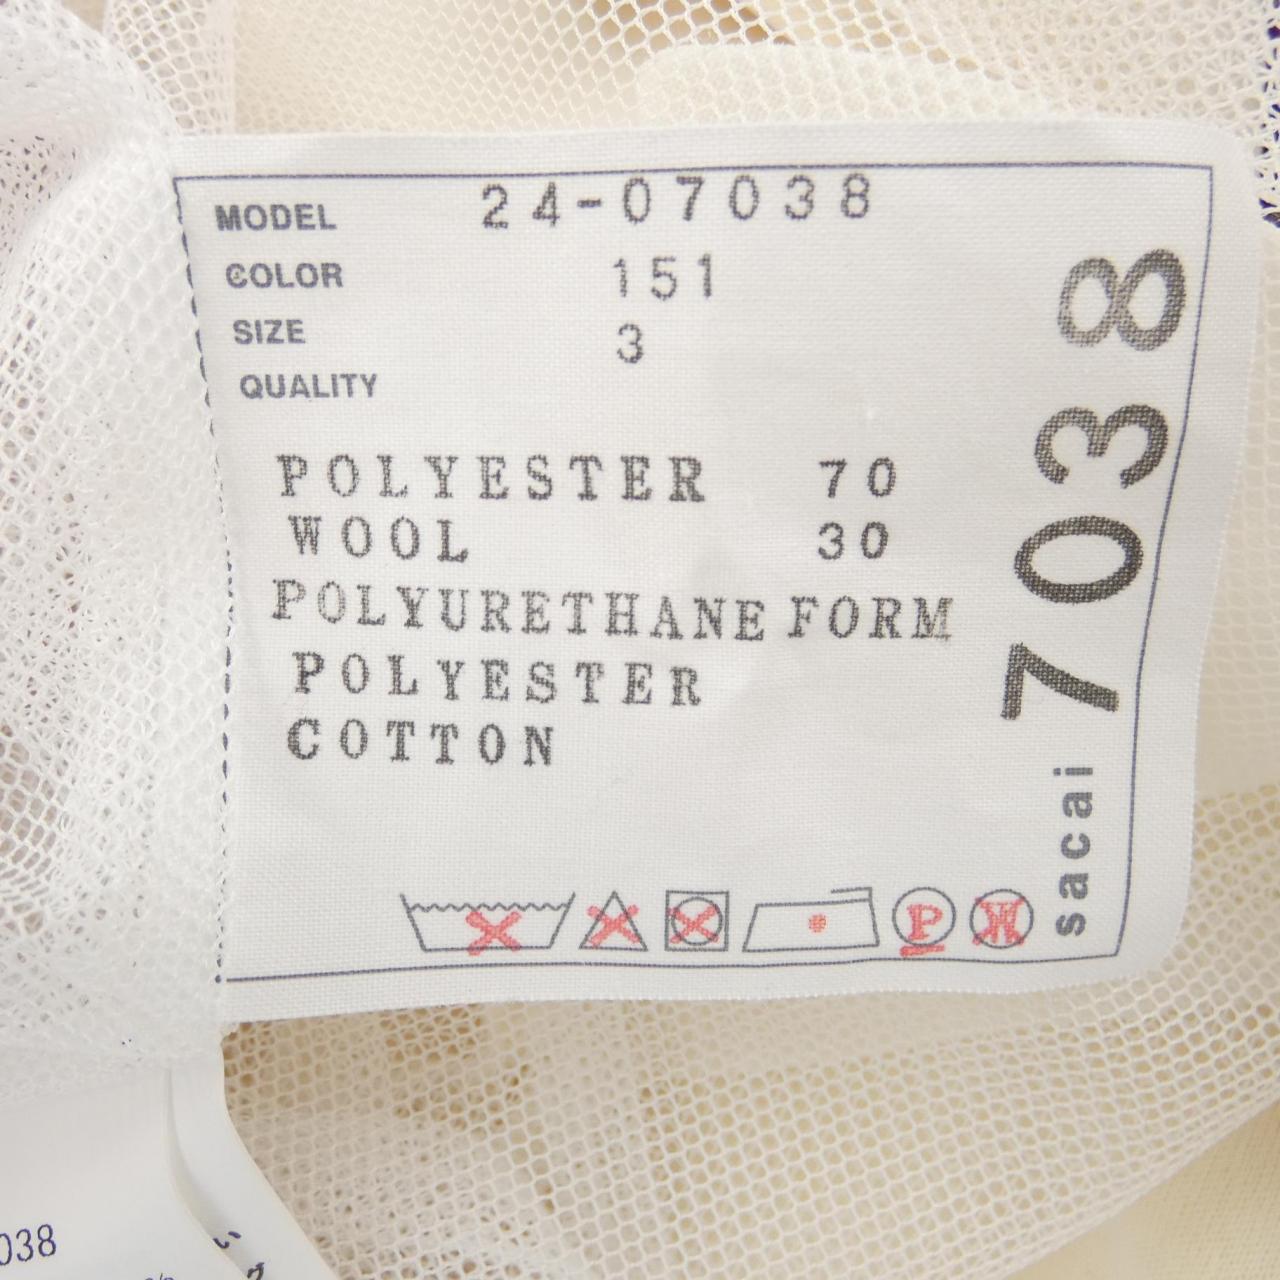 MODEL 24-07038
COLOR 151
SIZE 3
QUALITY
POLYESTER 70
WOOL 30
POLYURETHANE FORM
POLYESTER
COTTON
P W
sacai 7038
038
い